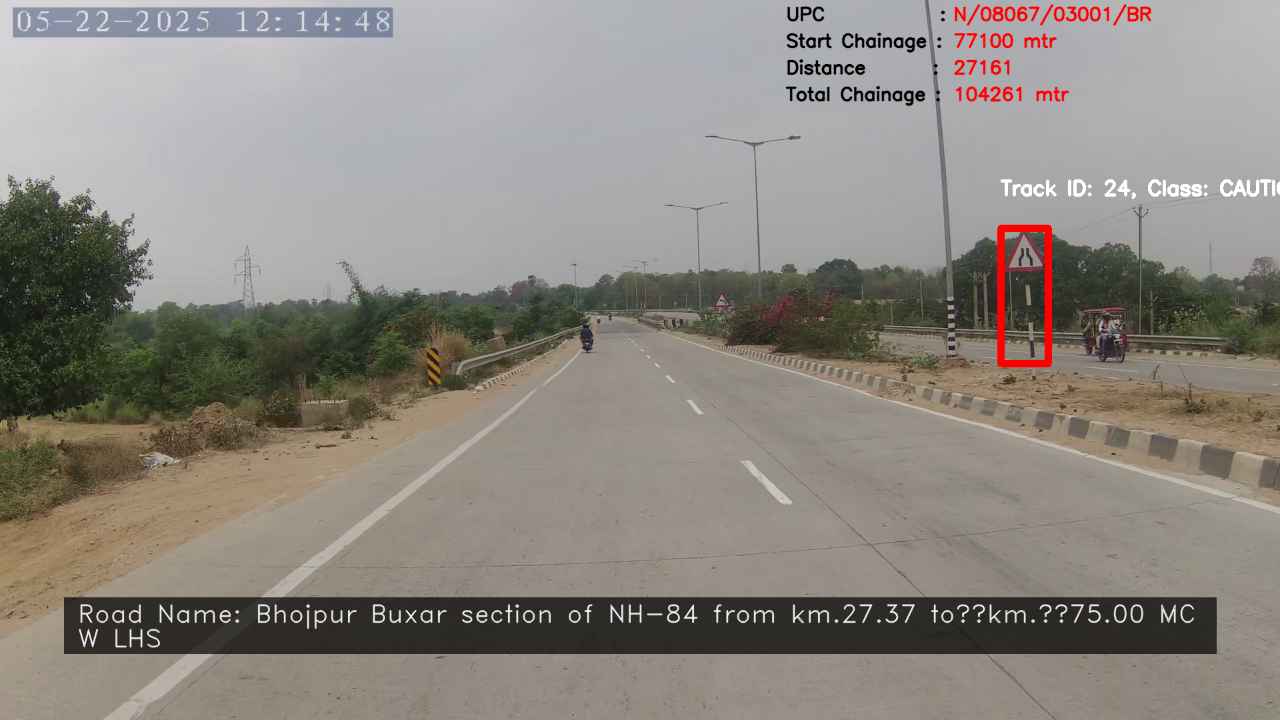 05-22-2025 12:14:48
UPC : N/08067/03001/BR
Start Chainage : 77100 mtr
Distance : 27161
Total Chainage : 104261 mtr
Track ID: 24, Class: CAUTIO
Road Name: Bhojpur Buxar section of NH-84 from km.27.37 to??km.??75.00 MC
W LHS